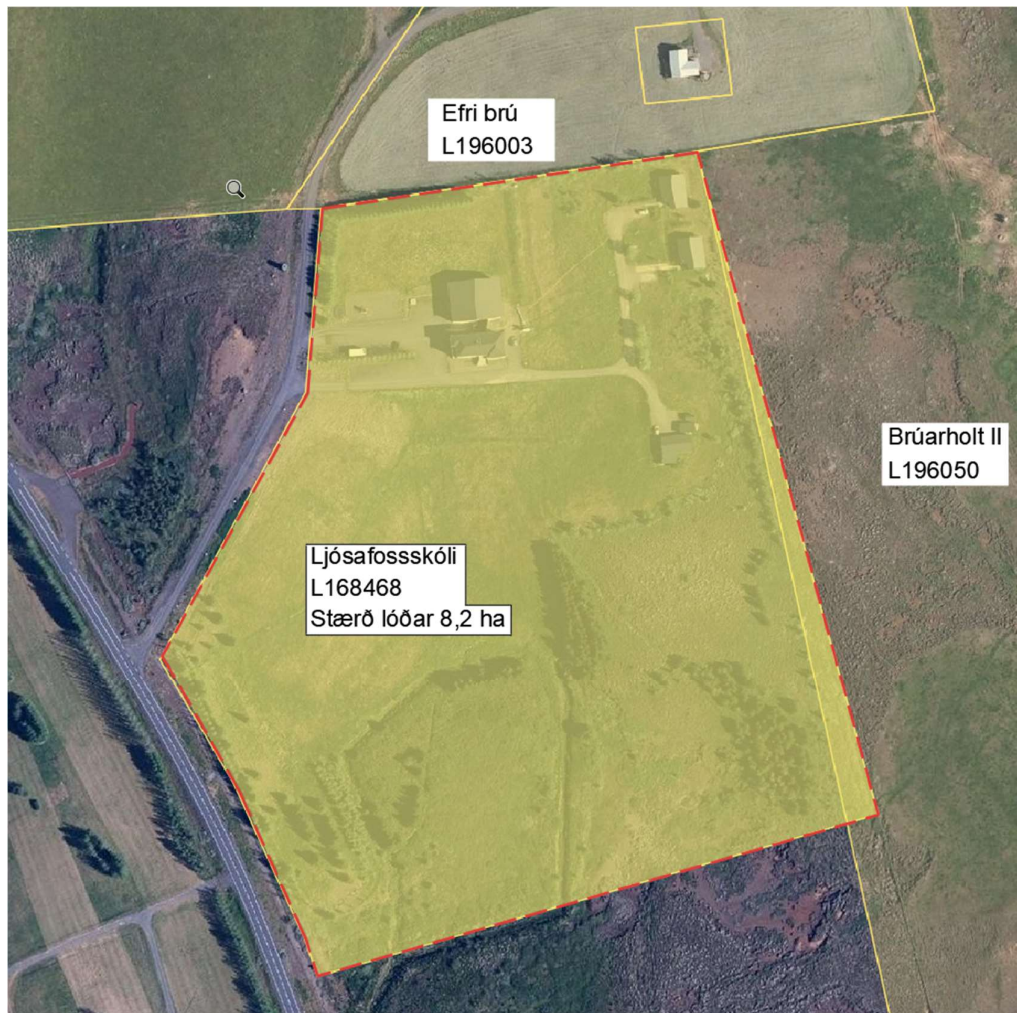 Efri brú
L196003
Brúarholt II
L196050
Ljósafossskóli
L168468
Stærð lóðar 8,2 ha